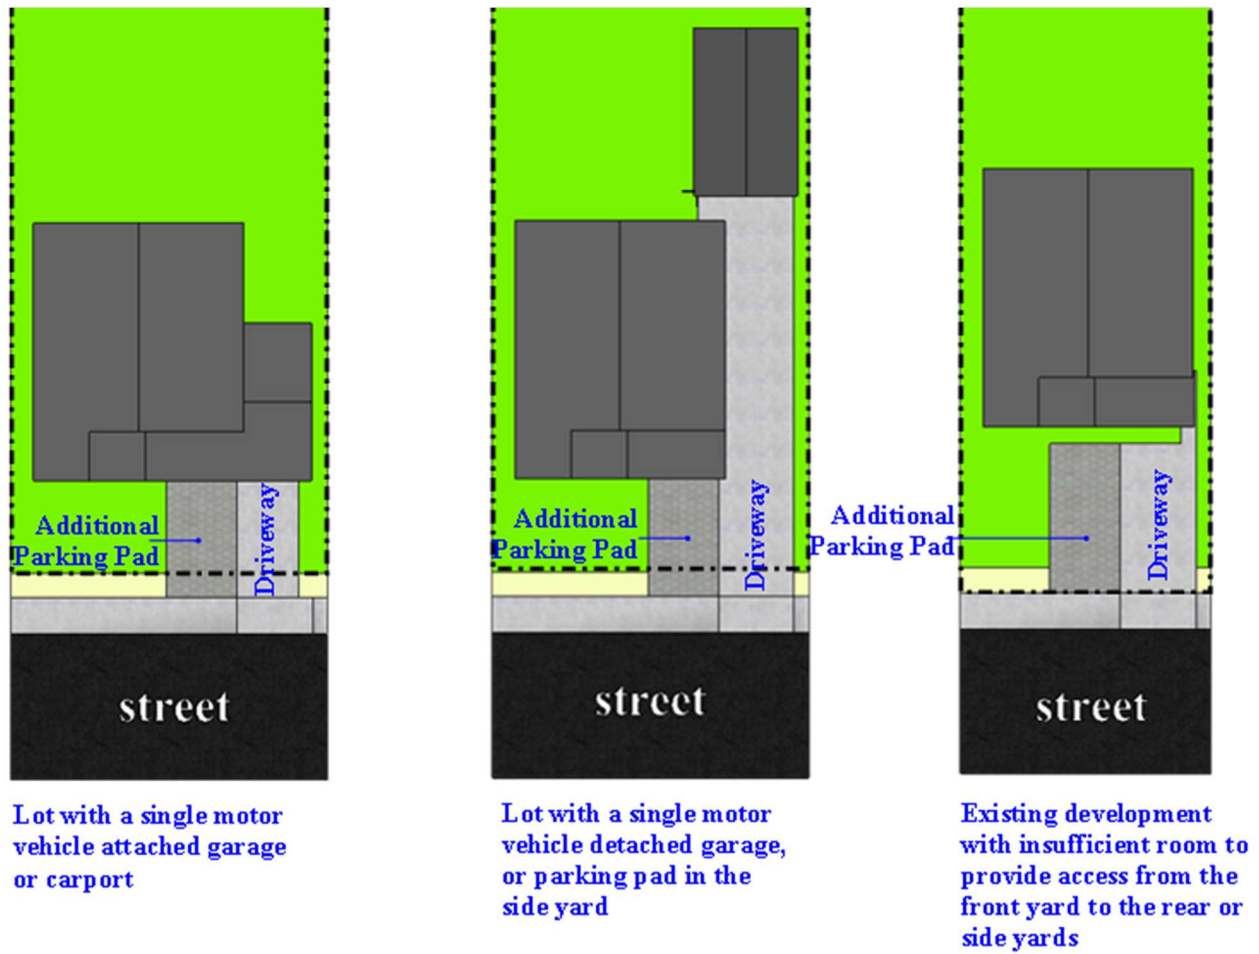 Additional
Parking Pad
Driveway
street
Lot with a single motor
vehicle attached garage
or carport
Additional
Parking Pad
Driveway
street
Lot with a single motor
vehicle detached garage,
or parking pad in the
side yard
Additional
Parking Pad
Driveway
street
Existing development
with insufficient room to
provide access from the
front yard to the rear or
side yards